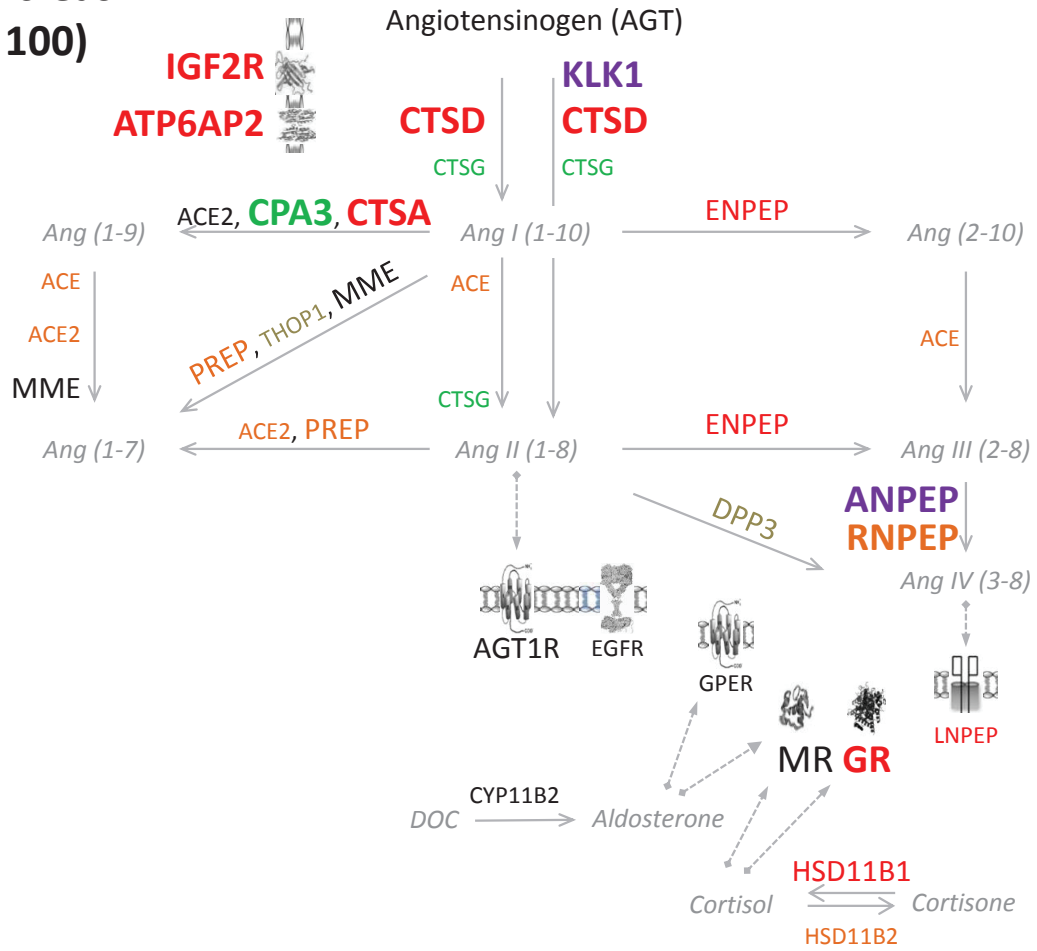 100)
Angiotensinogen (AGT)
IGF2R
ATP6AP2
KLK1
CTSD
CTSD
CTSG
CTSG
Ang (1-9)
ACE2, CPA3, CTSA
Ang I (1-10)
ENPEP
Ang (2-10)
ACE
ACE2
MME
PREP, THOP1, MME
ACE
CTSG
ACE
Ang (1-7)
ACE2, PREP
Ang II (1-8)
ENPEP
Ang III (2-8)
DPP3
ANPEP
RNPEP
Ang IV (3-8)
AGT1R
EGFR
GPER
LNPEP
MR GR
DOC
CYP11B2
Aldosterone
HSD11B1
Cortisol
Cortisone
HSD11B2